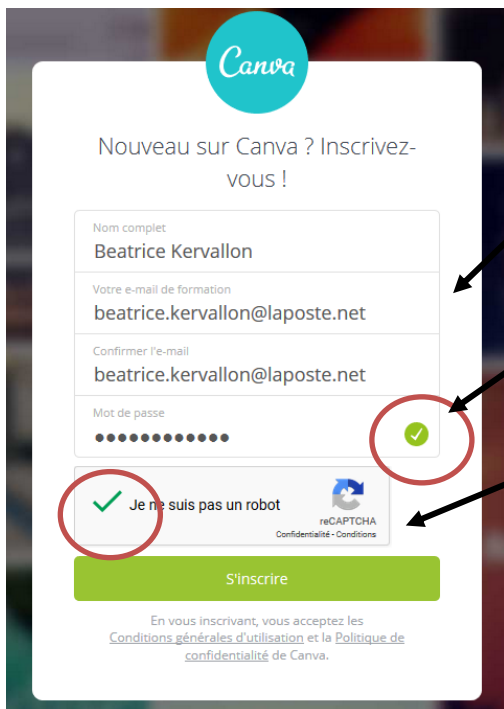 Canva
Nouveau sur Canva ? Inscrivez-
vous !
Nom complet
Beatrice Kervallon
Votre e-mail de formation
beatrice.kervallon@laposte.net
Confirmer l'e-mail
beatrice.kervallon@laposte.net
Mot de passe
●●●●●●●●●●●●
Je ne suis pas un robot
reCAPTCHA
Confidentialité - Conditions
S'inscrire
En vous inscrivant, vous acceptez les
Conditions générales d'utilisation et la Politique de
confidentialité de Canva.